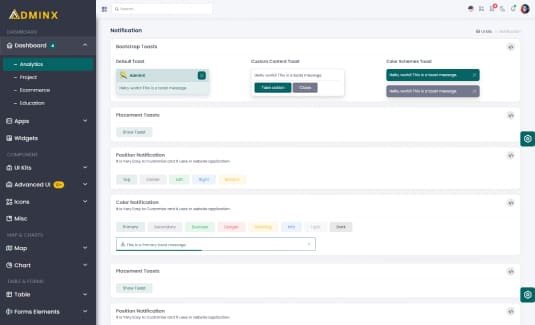 ADMINX
DASHBOARD
Dashboard 4
Analytics
Project
Ecommerce
Education
Apps
Widgets
COMPONENT
UI Kits
Advanced UI
Icons
Misc
MAP & CHARTS
Map
Chart
TABLE & FORMS
Table
Forms Elements
Search
Notification
UI Kits Notification
Bootstrap Toasts
Default Toast
AdminX
Hello, world! This is a toast message.
Custom Content Toast
Hello, world! This is a toast message.
Take action
Close
Color Schemes Toast
Hello, world! This is a toast message.
Hello, world! This is a toast message.
Placement Toasts
Show Toast
Position Notification
It is Very Easy to Customize and it uses in website application.
Top Center Left Right Bottom
Color Notification
It is Very Easy to Customize and it uses in website application.
Primary Secondary Success Danger Warning Info Light Dark
This is a Primary toast message.
Placement Toasts
Show Toast
Position Notification
It is Very Easy to Customize and it uses in website application.